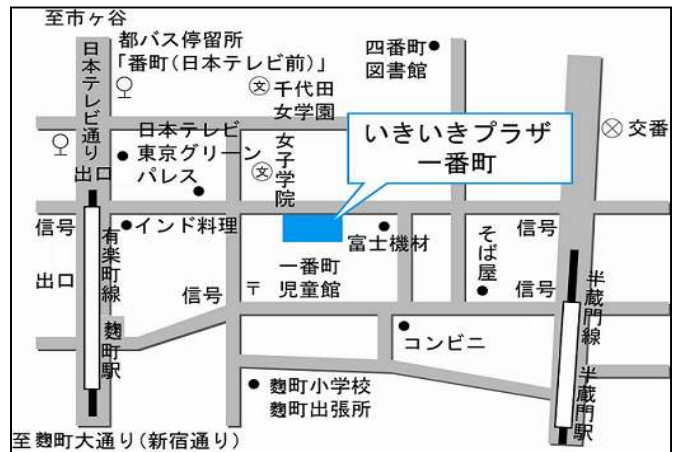 至市ヶ谷
日本テレビ通り
都バス停留所
「番町(日本テレビ前)」
四番町
図書館
千代田
女学園
文
いきいきプラザ
一番町
交番
日本テレビ
東京グリーン
パレス
女子学院
文
出口
信号
インド料理
富士機材
そば屋
信号
有楽町線
出口
一番町
児童館
〒
信号
信号
半蔵門線
麹町駅
コンビニ
半蔵門駅
麹町小学校
麹町出張所
至麹町大通り(新宿通り)